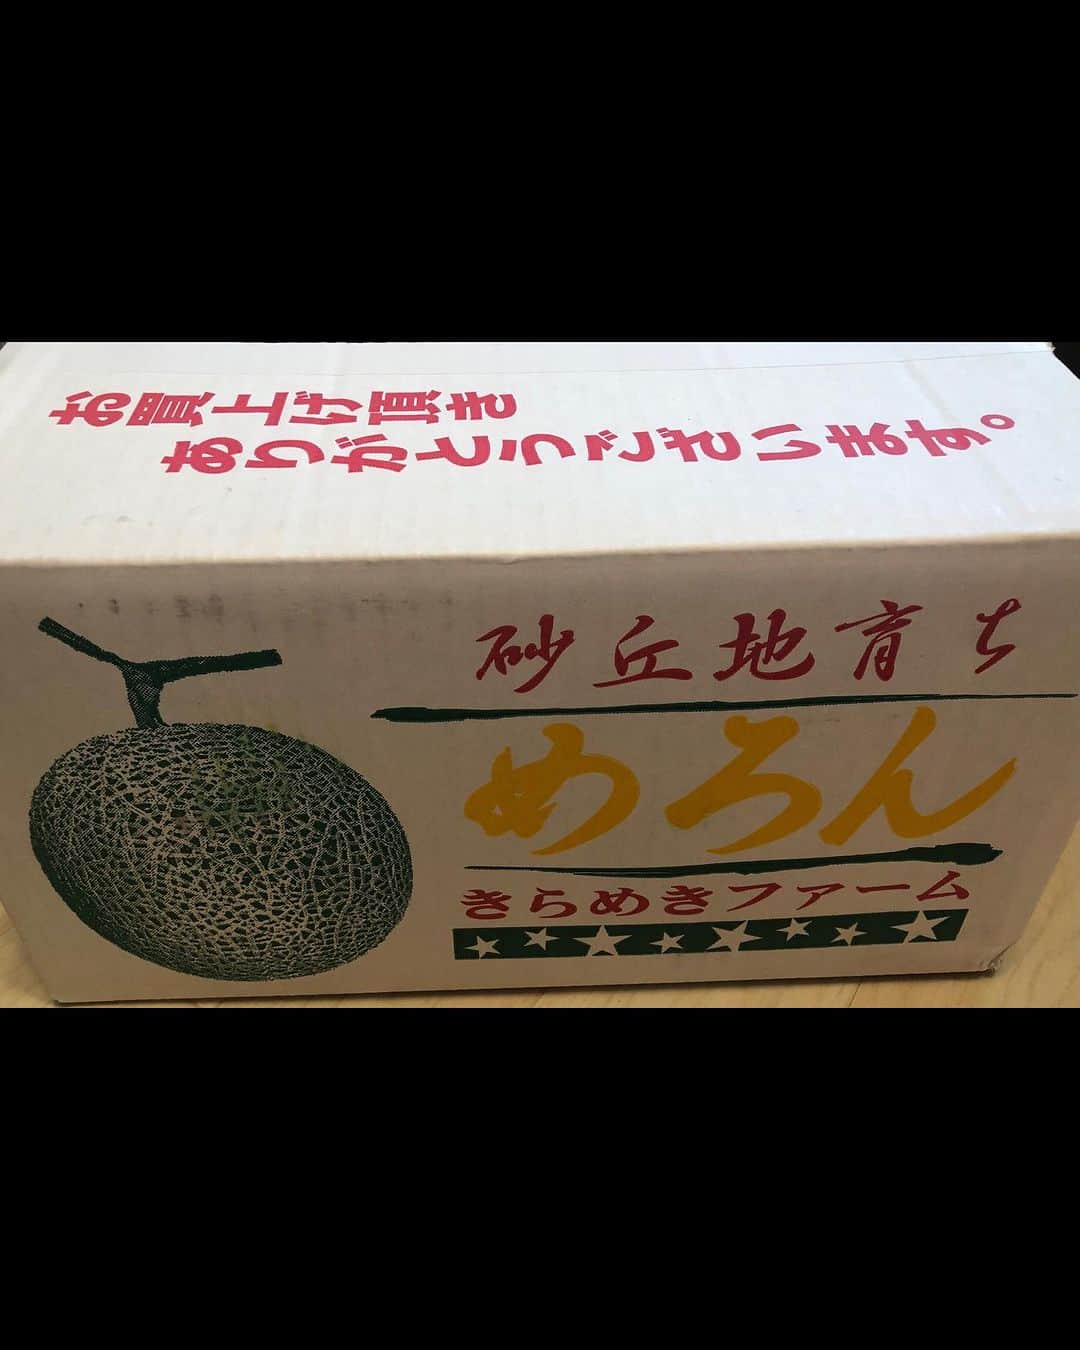 お買上げ頂き
ありがとうございます。
砂丘地育ち
めろん
きらめきファーム